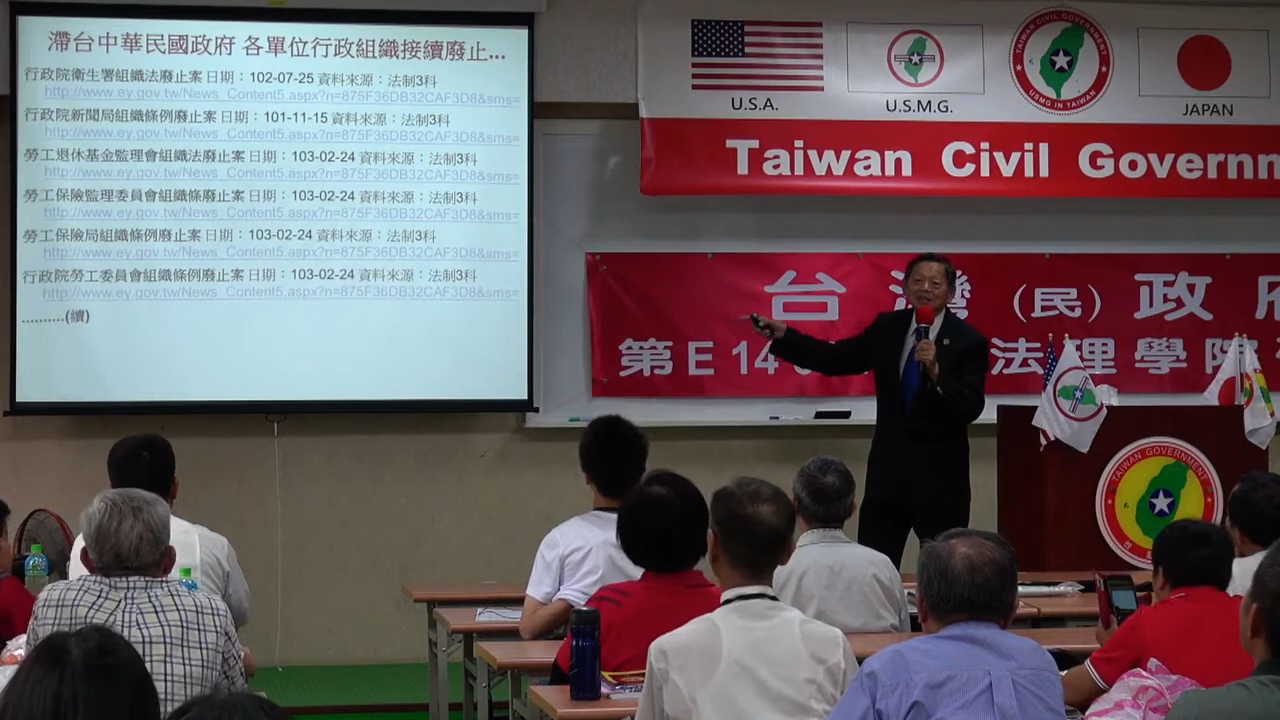 滯台中華民國政府 各單位行政組織接續廢止...
行政院衛生署組織法廢止案 日期：102-07-25 資料來源：法制3科
http://www.ey.gov.tw/News_Content5.aspx?n=875F36DB32CAF3D8&sms=
行政院新聞局組織條例廢止案 日期：101-11-15 資料來源：法制3科
http://www.ey.gov.tw/News_Content5.aspx?n=875F36DB32CAF3D8&sms=
勞工退休基金監理會組織法廢止案 日期：103-02-24 資料來源：法制3科
http://www.ey.gov.tw/News_Content5.aspx?n=875F36DB32CAF3D8&sms=
勞工保險監理委員會組織條廢止案 日期：103-02-24 資料來源：法制3科
http://www.ey.gov.tw/News_Content5.aspx?n=875F36DB32CAF3D8&sms=
勞工保險局組織條例廢止案 日期：103-02-24 資料來源：法制3科
http://www.ey.gov.tw/News_Content5.aspx?n=875F36DB32CAF3D8&sms=
行政院勞工委員會組織條例廢止案 日期：103-02-24 資料來源：法制3科
http://www.ey.gov.tw/News_Content5.aspx?n=875F36DB32CAF3D8&sms=
..........(續)
TAIWAN CIVIL GOVERNMENT
USMG IN TAIWAN
U.S.A. U.S.M.G. JAPAN
Taiwan Civil Governm
台 灣 (民) 政 府
第 E 14 法 理 學 院
TAIWAN GOVERNMENT
台